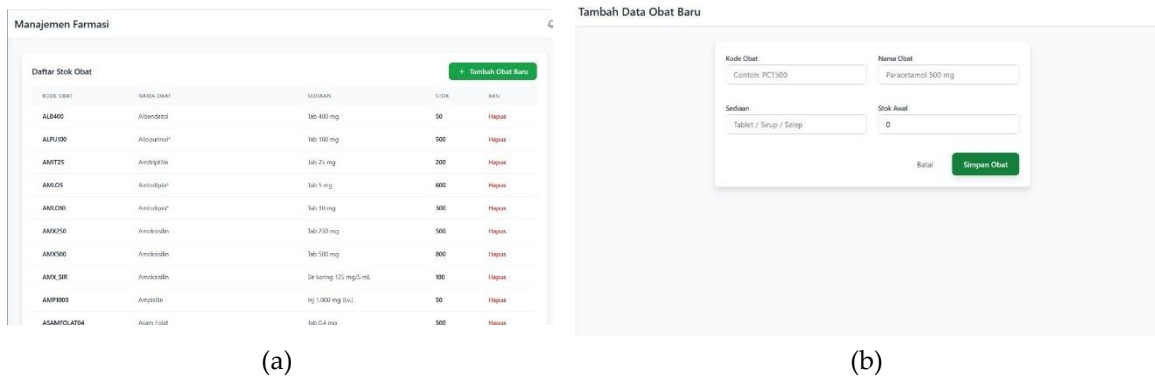 Manajemen Farmasi
Daftar Stok Obat
+ Tambah Obat Baru
KODE OBAT NAMA OBAT SEDIAAN STOK AKSI
ALB400 Albendazol Tab 400 mg 50 Hapus
ALPU100 Allopurinol* Tab 100 mg 500 Hapus
AMIT25 Amitriptilin Tab 25 mg 200 Hapus
AMLO5 Amlodipin* Tab 5 mg 600 Hapus
AMLO10 Amlodipin* Tab 10 mg 300 Hapus
AMX250 Amoksisilin Tab 250 mg 500 Hapus
AMX500 Amoksisilin Tab 500 mg 800 Hapus
AMX_SIR Amoksisilin Sir kering 125 mg/5 mL 100 Hapus
AMP1000 Ampisilin Inj 1.000 mg (i.v.) 50 Hapus
ASAMFOLAT04 Asam Folat Tab 0.4 mg 500 Hapus
(a)
Tambah Data Obat Baru
Kode Obat Nama Obat
Contoh: PCT500 Paracetamol 500 mg
Sediaan Stok Awal
Tablet / Sirup / Salep 0
Batal Simpan Obat
(b)